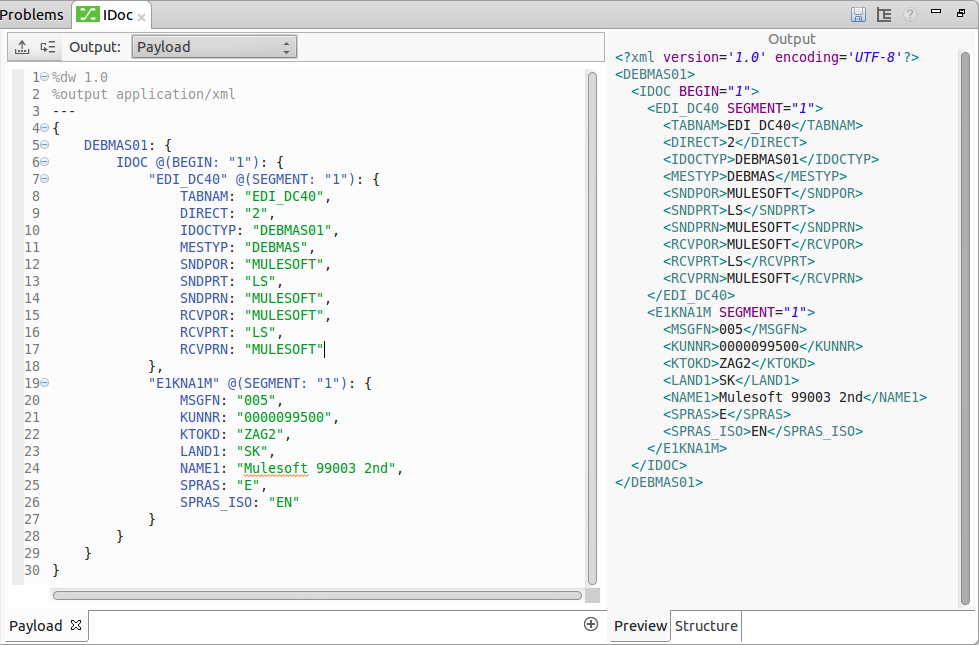 Problems IDoc
Output: Payload
1 %dw 1.0
2 %output application/xml
3 ---
4 {
5     DEBMAS01: {
6         IDOC @(BEGIN: "1"): {
7             "EDI_DC40" @(SEGMENT: "1"): {
8                 TABNAM: "EDI_DC40",
9                 DIRECT: "2",
10                 IDOCTYP: "DEBMAS01",
11                 MESTYP: "DEBMAS",
12                 SNDPOR: "MULESOFT",
13                 SNDPRT: "LS",
14                 SNDPRN: "MULESOFT",
15                 RCVPOR: "MULESOFT",
16                 RCVPRT: "LS",
17                 RCVPRN: "MULESOFT"
18             },
19             "E1KNA1M" @(SEGMENT: "1"): {
20                 MSGFN: "005",
21                 KUNNR: "0000099500",
22                 KTOKD: "ZAG2",
23                 LAND1: "SK",
24                 NAME1: "Mulesoft 99003 2nd",
25                 SPRAS: "E",
26                 SPRAS_ISO: "EN"
27             }
28         }
29     }
30 }
Payload
Output
<?xml version='1.0' encoding='UTF-8'?>
<DEBMAS01>
  <IDOC BEGIN="1">
    <EDI_DC40 SEGMENT="1">
      <TABNAM>EDI_DC40</TABNAM>
      <DIRECT>2</DIRECT>
      <IDOCTYP>DEBMAS01</IDOCTYP>
      <MESTYP>DEBMAS</MESTYP>
      <SNDPOR>MULESOFT</SNDPOR>
      <SNDPRT>LS</SNDPRT>
      <SNDPRN>MULESOFT</SNDPRN>
      <RCVPOR>MULESOFT</RCVPOR>
      <RCVPRT>LS</RCVPRT>
      <RCVPRN>MULESOFT</RCVPRN>
    </EDI_DC40>
    <E1KNA1M SEGMENT="1">
      <MSGFN>005</MSGFN>
      <KUNNR>0000099500</KUNNR>
      <KTOKD>ZAG2</KTOKD>
      <LAND1>SK</LAND1>
      <NAME1>Mulesoft 99003 2nd</NAME1>
      <SPRAS>E</SPRAS>
      <SPRAS_ISO>EN</SPRAS_ISO>
    </E1KNA1M>
  </IDOC>
</DEBMAS01>
Preview Structure